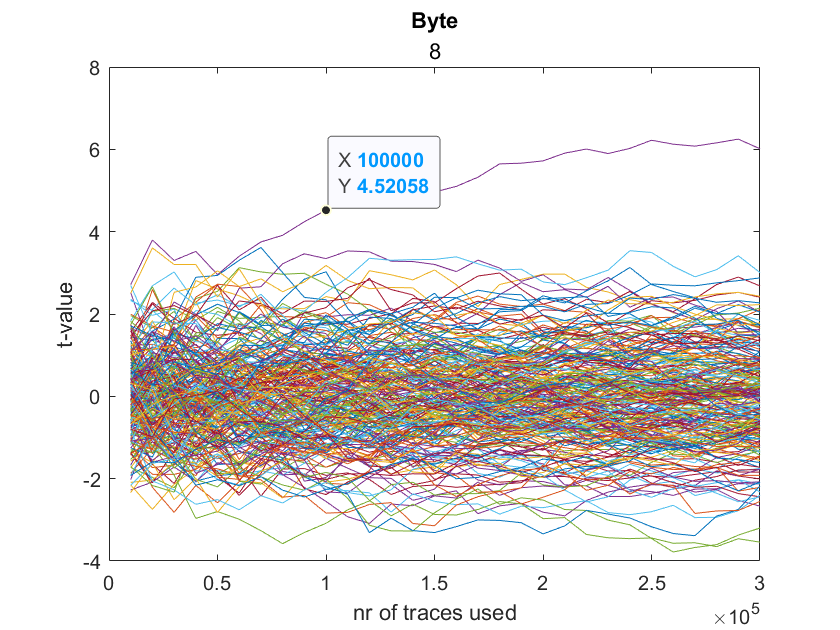 Byte
8
8
6
4
2
0
-2
-4
t-value
X 100000
Y 4.52058
0 0.5 1 1.5 2 2.5 3
nr of traces used
×10^5